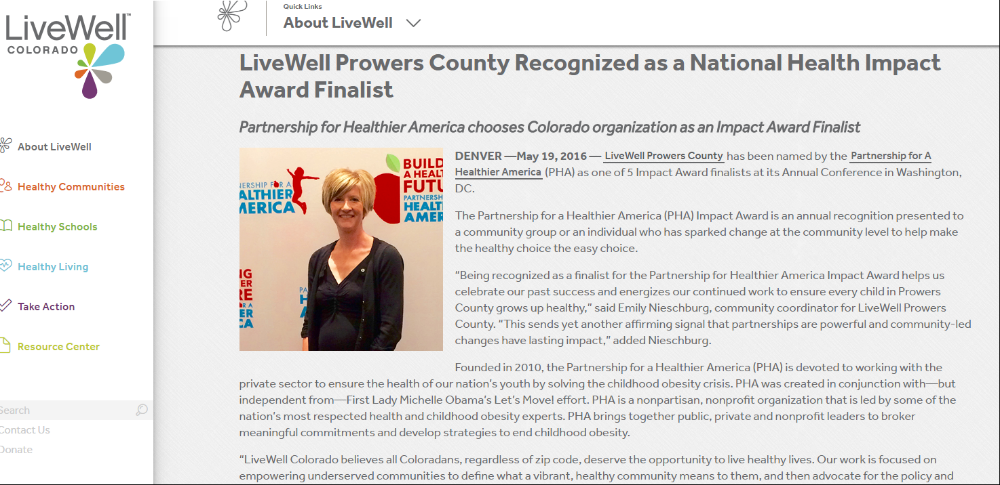 LiveWell™
COLORADO
About LiveWell
Healthy Communities
Healthy Schools
Healthy Living
Take Action
Resource Center
Search
Contact Us
Donate
Quick Links
About LiveWell
LiveWell Prowers County Recognized as a National Health Impact
Award Finalist
Partnership for Healthier America chooses Colorado organization as an Impact Award Finalist
NERSHIP FOR A
ALTHIER
MERICA
BUILD
A HEAL
FUTU
PARTNERSH
HEALT
AMER
NG
ER
RE
R A
ER
CA
PA
H
A
DENVER —May 19, 2016 — LiveWell Prowers County has been named by the Partnership for A
Healthier America (PHA) as one of 5 Impact Award finalists at its Annual Conference in Washington,
DC.
The Partnership for a Healthier America (PHA) Impact Award is an annual recognition presented to
a community group or an individual who has sparked change at the community level to help make
the healthy choice the easy choice.
“Being recognized as a finalist for the Partnership for Healthier America Impact Award helps us
celebrate our past success and energizes our continued work to ensure every child in Prowers
County grows up healthy,” said Emily Nieschburg, community coordinator for LiveWell Prowers
County. “This sends yet another affirming signal that partnerships are powerful and community-led
changes have lasting impact,” added Nieschburg.
Founded in 2010, the Partnership for a Healthier America (PHA) is devoted to working with the
private sector to ensure the health of our nation’s youth by solving the childhood obesity crisis. PHA was created in conjunction with—but
independent from—First Lady Michelle Obama’s Let’s Move! effort. PHA is a nonpartisan, nonprofit organization that is led by some of the
nation’s most respected health and childhood obesity experts. PHA brings together public, private and nonprofit leaders to broker
meaningful commitments and develop strategies to end childhood obesity.
“LiveWell Colorado believes all Coloradans, regardless of zip code, deserve the opportunity to live healthy lives. Our work is focused on
empowering underserved communities to define what a vibrant, healthy community means to them, and then advocate for the policy and